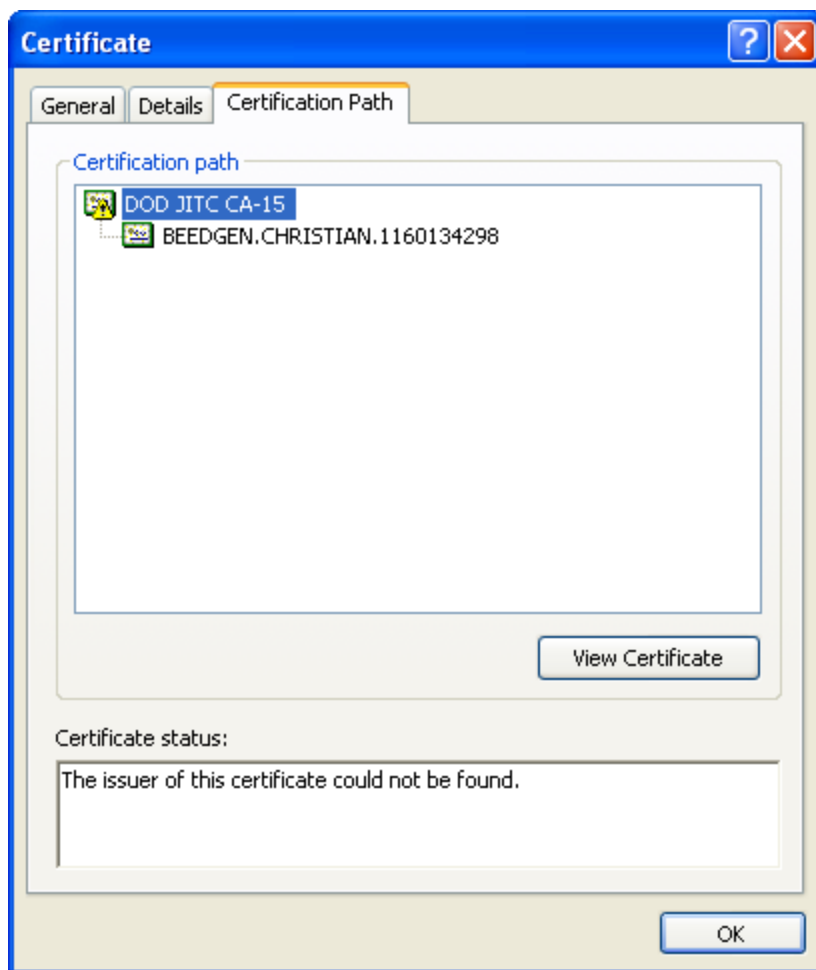 Certificate
General Details Certification Path
Certification path
DOD JITC CA-15
BEEDGEN.CHRISTIAN.1160134298
View Certificate
Certificate status:
The issuer of this certificate could not be found.
OK